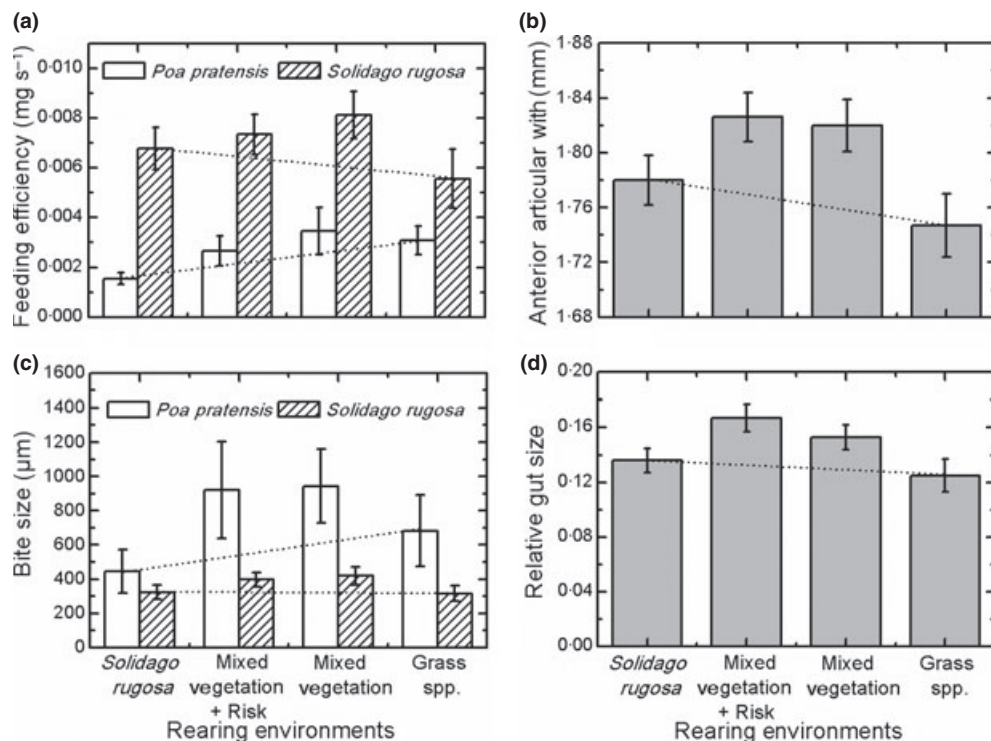 (a)
Feeding efficiency (mg s⁻¹)
0·010
0·008
0·006
0·004
0·002
0·000
Poa pratensis
Solidago rugosa
(b)
Anterior articular with (mm)
1·88
1·84
1·80
1·76
1·72
1·68
(c)
Bite size (µm)
1600
1400
1200
1000
800
600
400
200
0
Poa pratensis
Solidago rugosa
Solidago
rugosa
Mixed
vegetation
+ Risk
Mixed
vegetation
Grass
spp.
Rearing environments
(d)
Relative gut size
0·20
0·16
0·12
0·08
0·04
0·00
Solidago
rugosa
Mixed
vegetation
+ Risk
Mixed
vegetation
Grass
spp.
Rearing environments